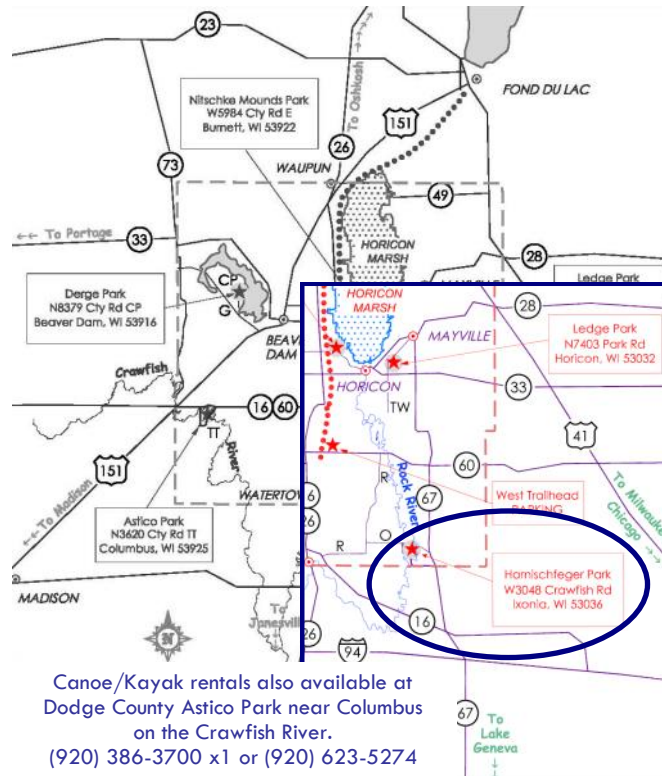 23
To Oshkosh
FOND DU LAC
Nitschke Mounds Park
W5984 Cty Rd E
Burnett, WI 53922
151
26
WAUPUN
73
49
To Portage
33
HORICON
MARSH
28
Derge Park
N8379 Cty Rd CP
Beaver Dam, WI 53916
CP
G
Ledge Park
HORICON
MARSH
28
MAYVILLE
Ledge Park
N7403 Park Rd
Horicon, WI 53032
DAM
HORICON
33
Crawfish
River
TW
16
60
TT
41
151
60
To Madison
R
Rock River
67
West Trailhead
PARKING
To Milwaukee
Chicago
26
Astico Park
N3620 Cty Rd TT
Columbus, WI 53925
R
O
Harnischfeger Park
W3048 Crawfish Rd
Ixonia, WI 53036
MADISON
N
To
Janesville
26
16
94
Canoe/Kayak rentals also available at
Dodge County Astico Park near Columbus
on the Crawfish River.
(920) 386-3700 x1 or (920) 623-5274
67
To
Lake
Geneva